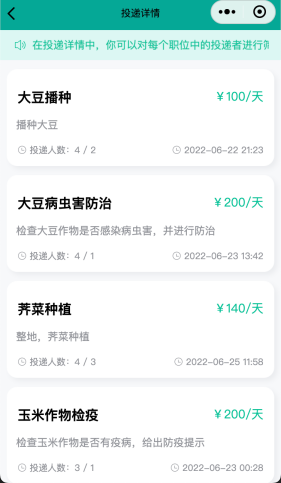 投递详情
在投递详情中，你可以对每个职位中的投递者进行筛
大豆播种
￥100/天
播种大豆
投递人数：4 / 2
2022-06-22 21:23
大豆病虫害防治
￥200/天
检查大豆作物是否感染病虫害，并进行防治
投递人数：4 / 1
2022-06-23 13:42
荠菜种植
￥140/天
整地，荠菜种植
投递人数：4 / 3
2022-06-25 11:58
玉米作物检疫
￥200/天
检查玉米作物是否有疫病，给出防疫提示
投递人数：3 / 1
2022-06-23 00:28